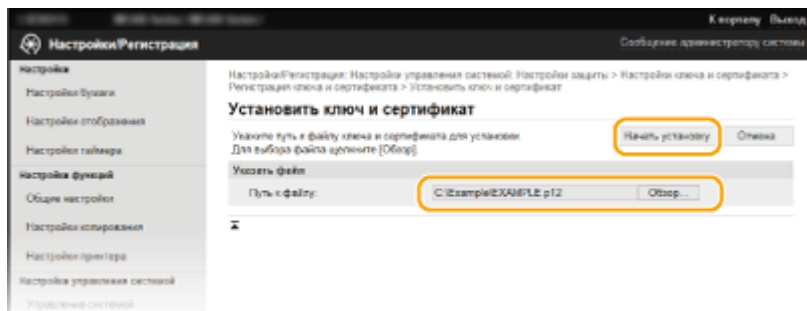 К порталу Выход
Настройки/Регистрация
Сообщение администратору системы
Настройка
Настройки бумаги
Настройки отображения
Настройки таймера
Настройка функций
Общие настройки
Настройки копирования
Настройки принтера
Настройки управления системой
Управление системой
Настройки/Регистрация: Настройки управления системой: Настройки защиты > Настройки ключа и сертификата >
Регистрация ключа и сертификата > Установить ключ и сертификат
Установить ключ и сертификат
Укажите путь к файлу ключа и сертификата для установки.
Для выбора файла щелкните [Обзор].
Начать установку Отмена
Указать файл
Путь к файлу: C:\Example\EXAMPLE.p12 Обзор...